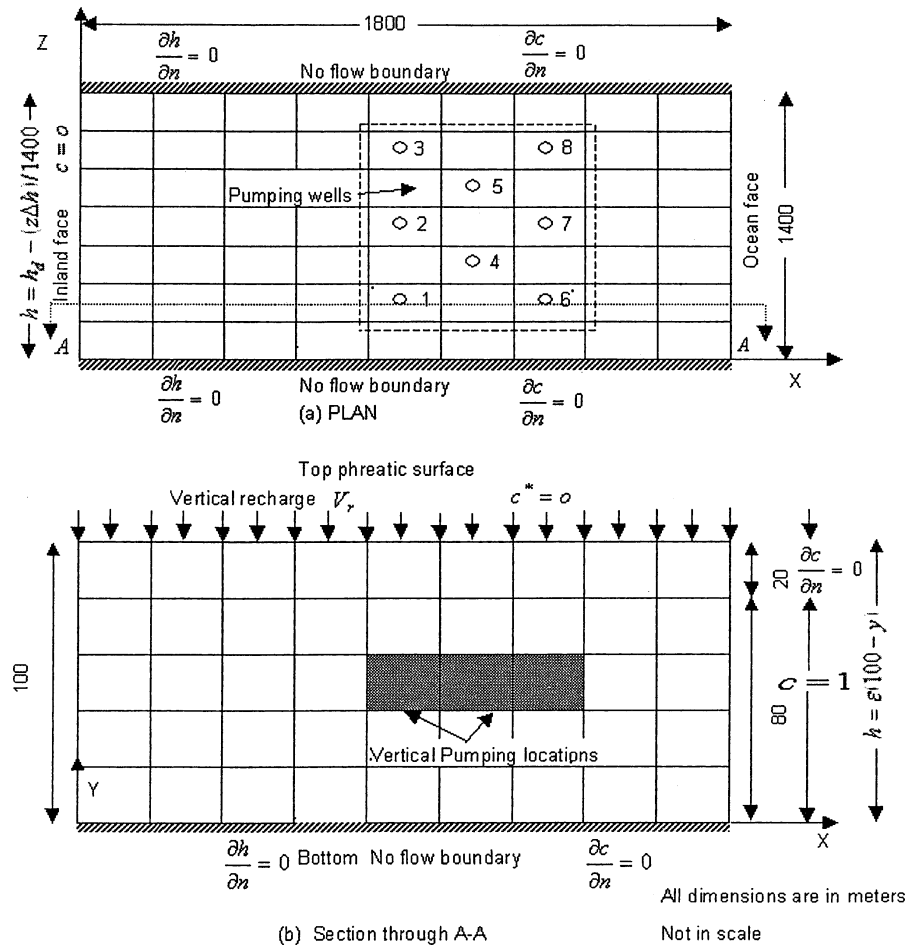 1800
Z
∂h/∂n = 0
∂c/∂n = 0
No flow boundary
h = h_d − (zΔh)/1400
Inland face
c = o
3
8
5
Pumping wells
2
7
4
1
6
Ocean face
1400
A
A
X
No flow boundary
∂h/∂n = 0
∂c/∂n = 0
(a) PLAN
Top phreatic surface
Vertical recharge V_r
c* = o
100
20
∂c/∂n = 0
80
c = 1
h = ε(100 − y)
Vertical Pumping locations
Y
X
∂h/∂n = 0 Bottom No flow boundary ∂c/∂n = 0
All dimensions are in meters
(b) Section through A-A
Not in scale